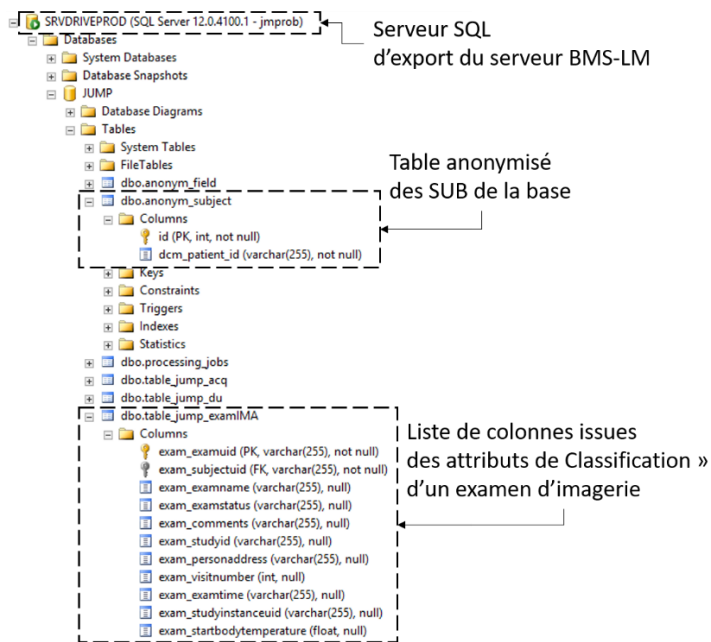 SRVDRIVEPROD (SQL Server 12.0.4100.1 - jmprob)
Serveur SQL
d'export du serveur BMS-LM
Databases
System Databases
Database Snapshots
JUMP
Database Diagrams
Tables
System Tables
FileTables
dbo.anonym_field
Table anonymisé
des SUB de la base
dbo.anonym_subject
Columns
id (PK, int, not null)
dcm_patient_id (varchar(255), not null)
Keys
Constraints
Triggers
Indexes
Statistics
dbo.processing_jobs
dbo.table_jump_acq
dbo.table_jump_du
dbo.table_jump_examIMA
Columns
Liste de colonnes issues
des attributs de Classification »
d'un examen d'imagerie
exam_examuid (PK, varchar(255), not null)
exam_subjectuid (FK, varchar(255), not null)
exam_examname (varchar(255), null)
exam_examstatus (varchar(255), null)
exam_comments (varchar(255), null)
exam_studyid (varchar(255), null)
exam_personaddress (varchar(255), null)
exam_visitnumber (int, null)
exam_examtime (varchar(255), null)
exam_studyinstanceuid (varchar(255), null)
exam_startbodytemperature (float, null)